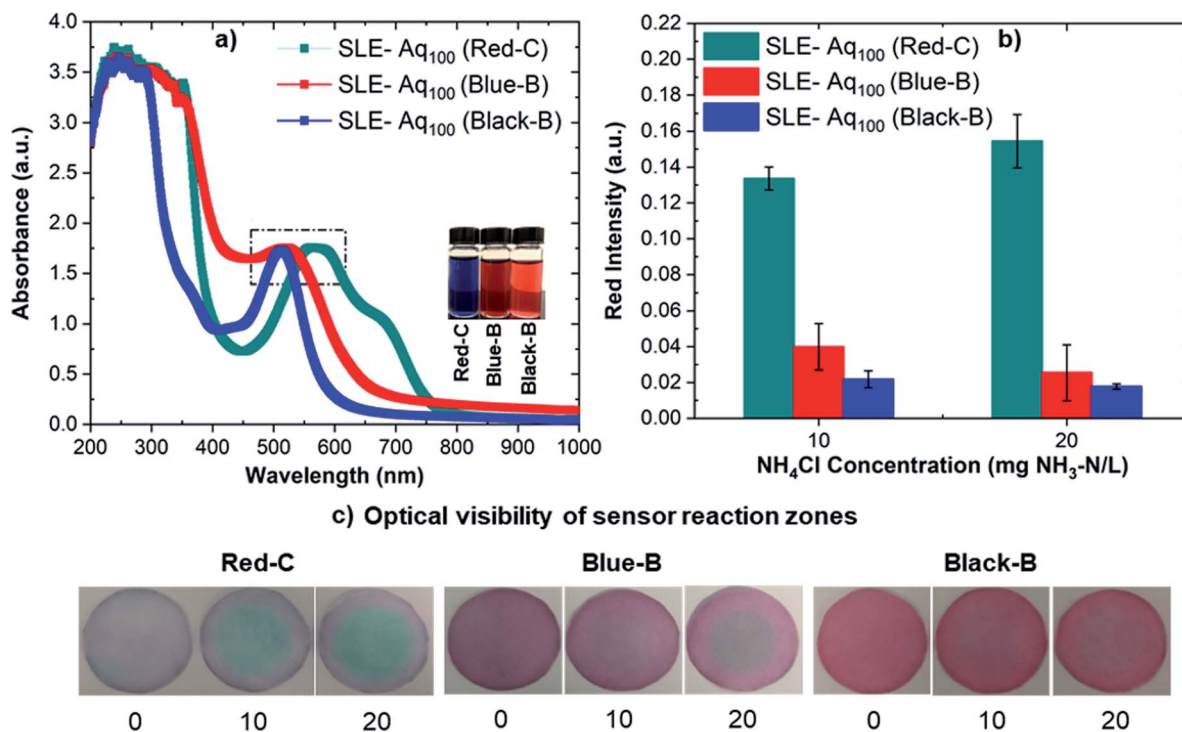 a)
SLE- Aq₁₀₀ (Red-C)
SLE- Aq₁₀₀ (Blue-B)
SLE- Aq₁₀₀ (Black-B)
4.0
3.5
3.0
2.5
2.0
1.5
1.0
0.5
0.0
Absorbance (a.u.)
200 300 400 500 600 700 800 900 1000
Wavelength (nm)
Red-C
Blue-B
Black-B
b)
SLE- Aq₁₀₀ (Red-C)
SLE- Aq₁₀₀ (Blue-B)
SLE- Aq₁₀₀ (Black-B)
0.22
0.20
0.18
0.16
0.14
0.12
0.10
0.08
0.06
0.04
0.02
0.00
Red Intensity (a.u.)
10 20
NH₄Cl Concentration (mg NH₃-N/L)
c) Optical visibility of sensor reaction zones
Red-C Blue-B Black-B
0 10 20 0 10 20 0 10 20